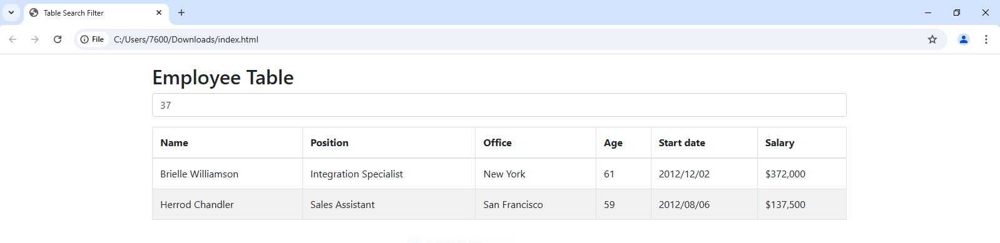 Table Search Filter
File C:/Users/7600/Downloads/index.html
Employee Table
37
Name Position Office Age Start date Salary
Brielle Williamson Integration Specialist New York 61 2012/12/02 $372,000
Herrod Chandler Sales Assistant San Francisco 59 2012/08/06 $137,500